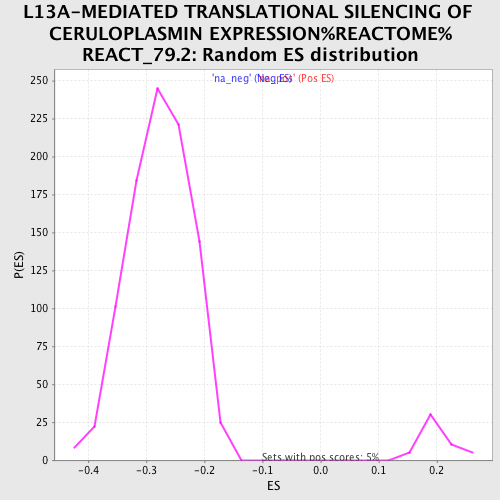 L13A-MEDIATED TRANSLATIONAL SILENCING OF
CERULOPLASMIN EXPRESSION%REACTOME%
REACT_79.2: Random ES distribution
'na_neg' (Neg ES)
'na_pos' (Pos ES)
250
225
200
175
150
125
100
75
50
25
0
P(ES)
Sets with pos scores: 5%
-0.4 -0.3 -0.2 -0.1 0.0 0.1 0.2
ES